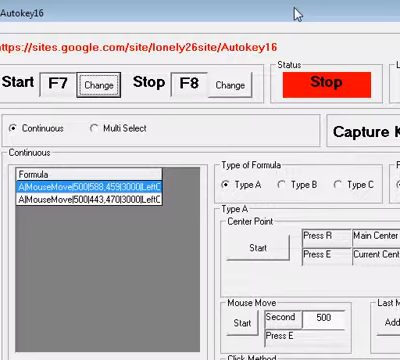 Autokey16
https://sites.google.com/site/lonely26site/Autokey16
Start F7 Change Stop F8 Change
Status
Stop
Continuous Multi Select
Capture K
Continuous
Formula
A|MouseMove|500|588,459|3000|LeftC
A|MouseMove|500|443,470|3000|LeftC
Type of Formula
Type A Type B Type C
Type A
Center Point
Start
Press R Main Center
Press E Current Cent
Mouse Move
Start
Second 500
Press E
Last M
Add
Click Method